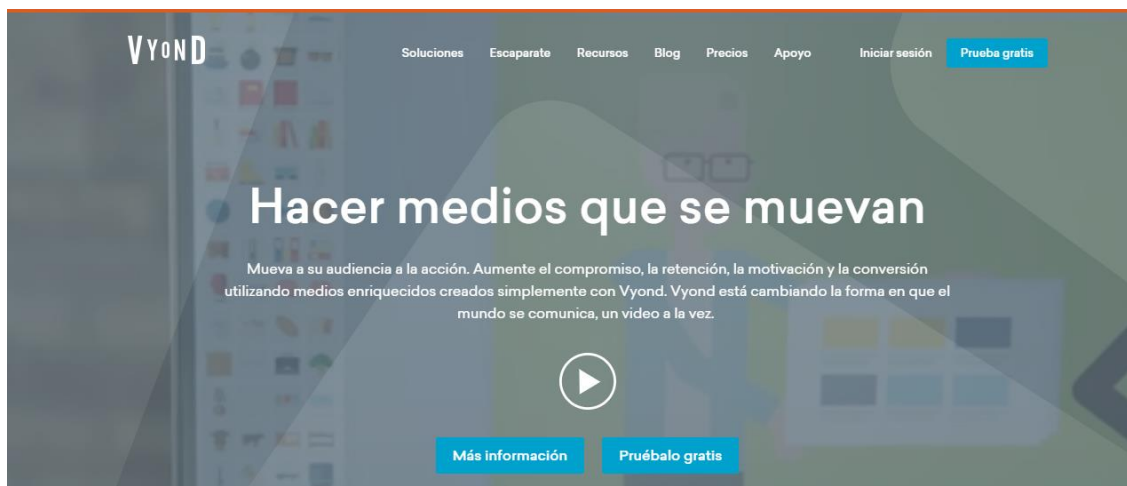 VYOND
Soluciones Escaparate Recursos Blog Precios Apoyo Iniciar sesión Prueba gratis
Hacer medios que se muevan
Mueva a su audiencia a la acción. Aumente el compromiso, la retención, la motivación y la conversión
utilizando medios enriquecidos creados simplemente con Vyond. Vyond está cambiando la forma en que el
mundo se comunica, un video a la vez.
Más información Pruébalo gratis